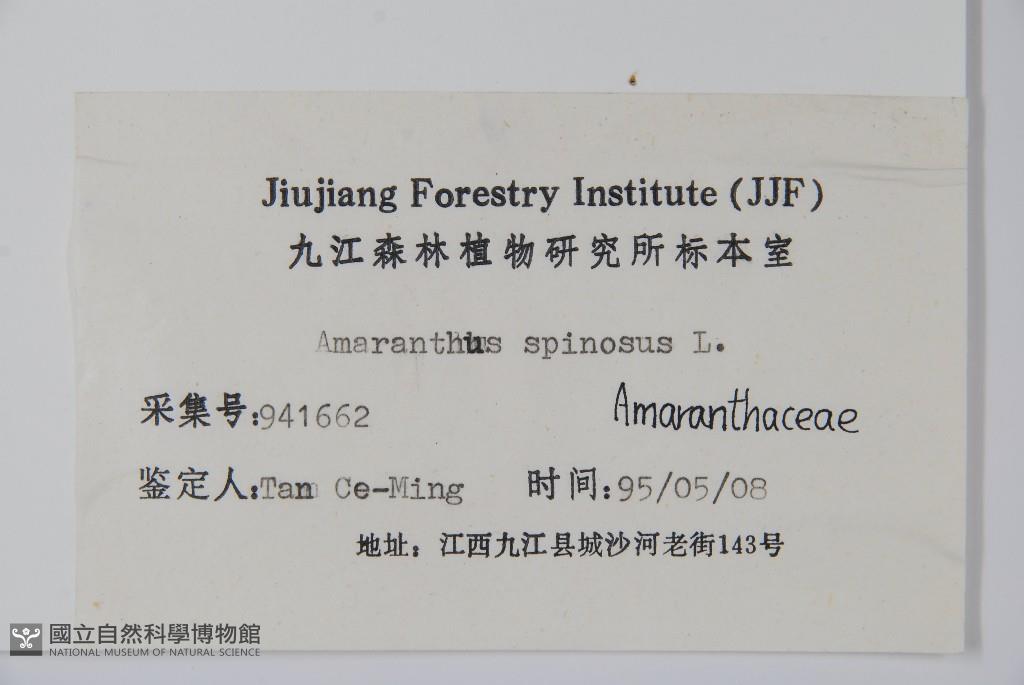 Jiujiang Forestry Institute (JJF)
九江森林植物研究所标本室
Amaranthus spinosus L.
采集号:941662
Amaranthaceae
鉴定人:Tan Ce-Ming 时间:95/05/08
地址：江西九江县城沙河老街143号
國立自然科學博物館
NATIONAL MUSEUM OF NATURAL SCIENCE